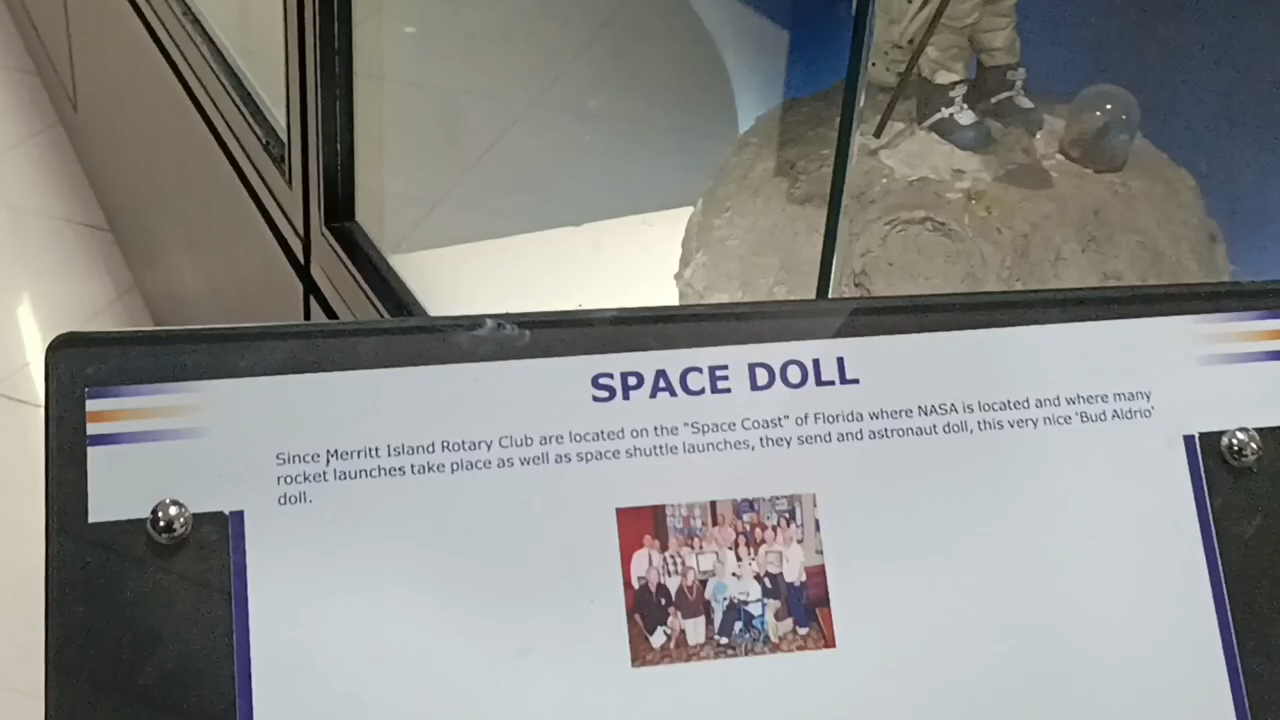 SPACE DOLL
Since Merritt Island Rotary Club are located on the "Space Coast" of Florida where NASA is located and where many
rocket launches take place as well as space shuttle launches, they send and astronaut doll, this very nice 'Bud Aldrio'
doll.